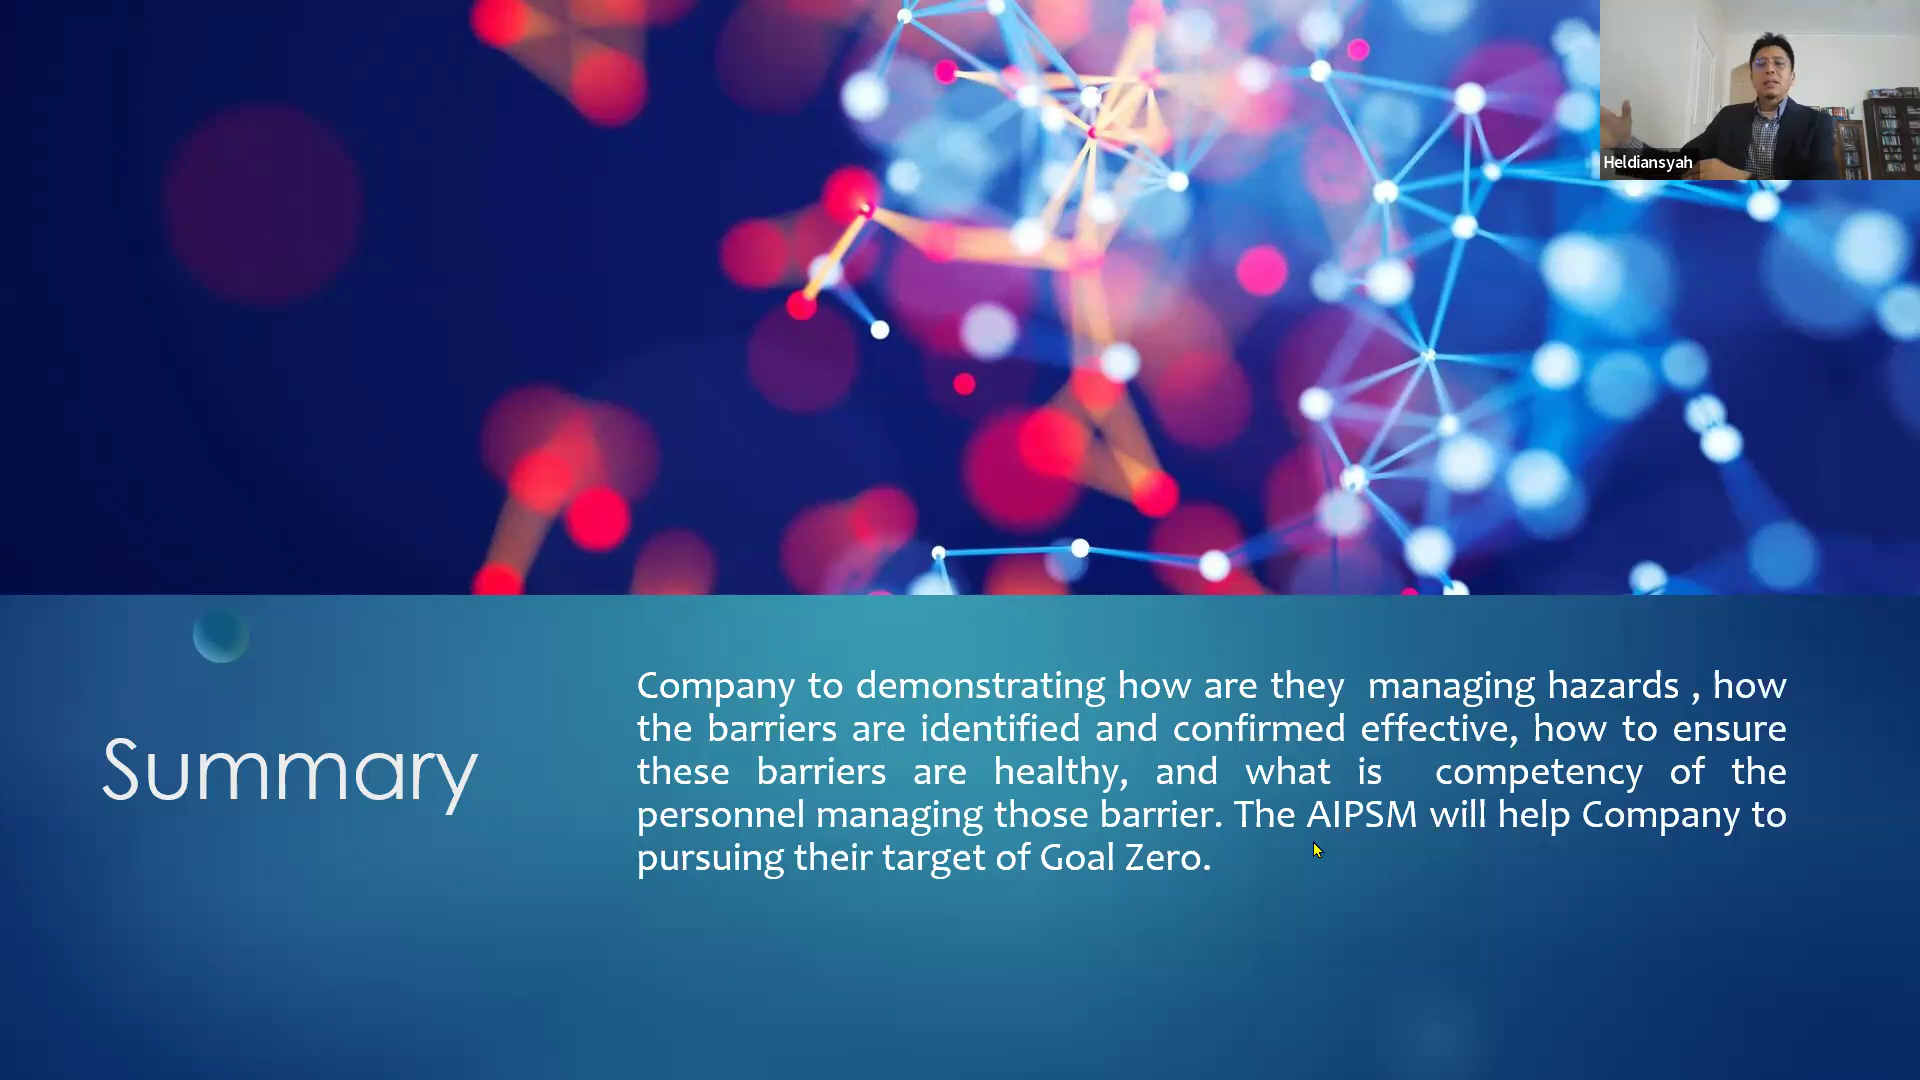 Heldiansyah
Summary
Company to demonstrating how are they  managing hazards , how
the barriers are identified and confirmed effective, how to ensure
these barriers are healthy, and what is  competency of the
personnel managing those barrier. The AIPSM will help Company to
pursuing their target of Goal Zero.